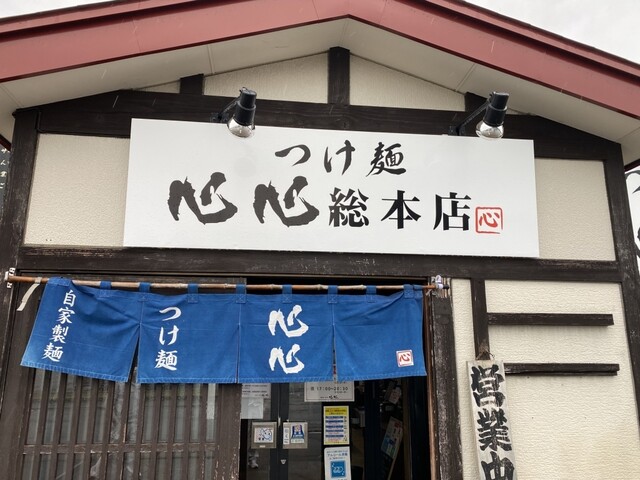 つけ麺
心心総本店
心
自家製麺
つけ麺
心心
心
営業中